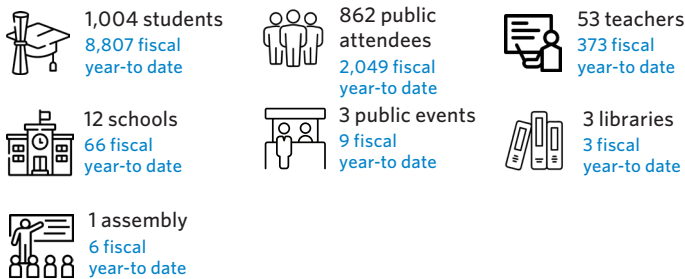 1,004 students
8,807 fiscal
year-to date
862 public
attendees
2,049 fiscal
year-to date
53 teachers
373 fiscal
year-to date
12 schools
66 fiscal
year-to date
3 public events
9 fiscal
year-to date
3 libraries
3 fiscal
year-to date
1 assembly
6 fiscal
year-to date